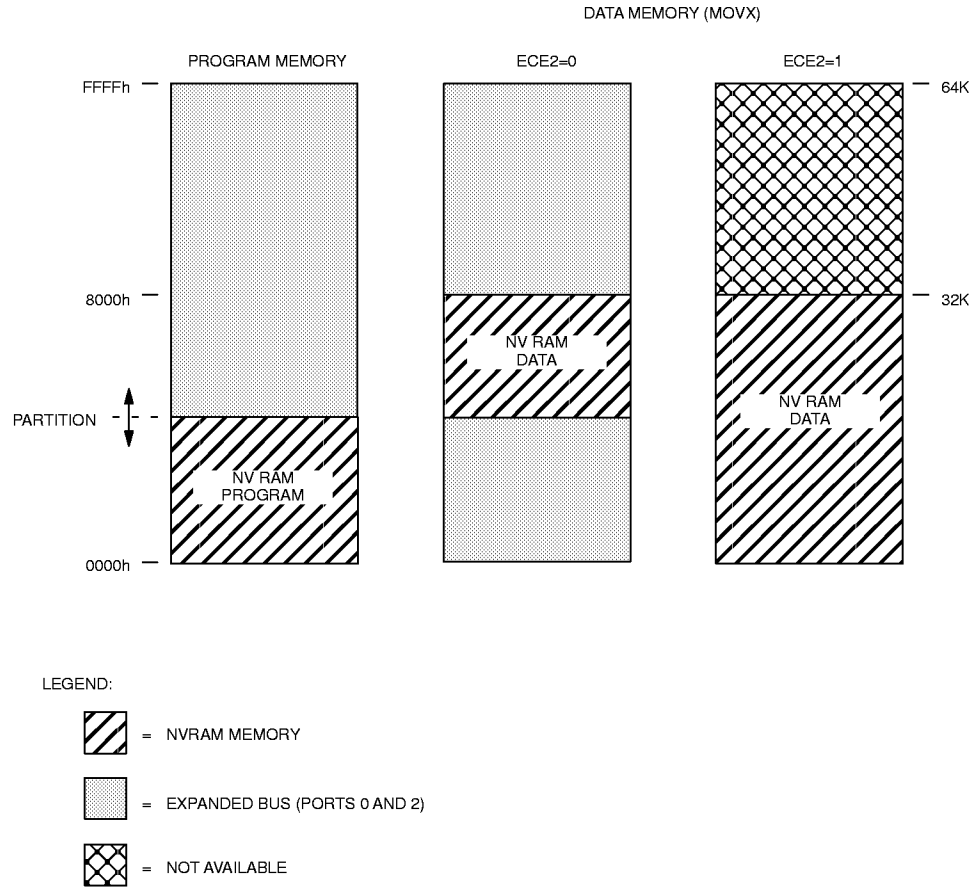 DATA MEMORY (MOVX)
PROGRAM MEMORY
ECE2=0
ECE2=1
FFFFh
64K
8000h
32K
NV RAM
DATA
NV RAM
DATA
PARTITION
NV RAM
PROGRAM
0000h
LEGEND:
= NVRAM MEMORY
= EXPANDED BUS (PORTS 0 AND 2)
= NOT AVAILABLE